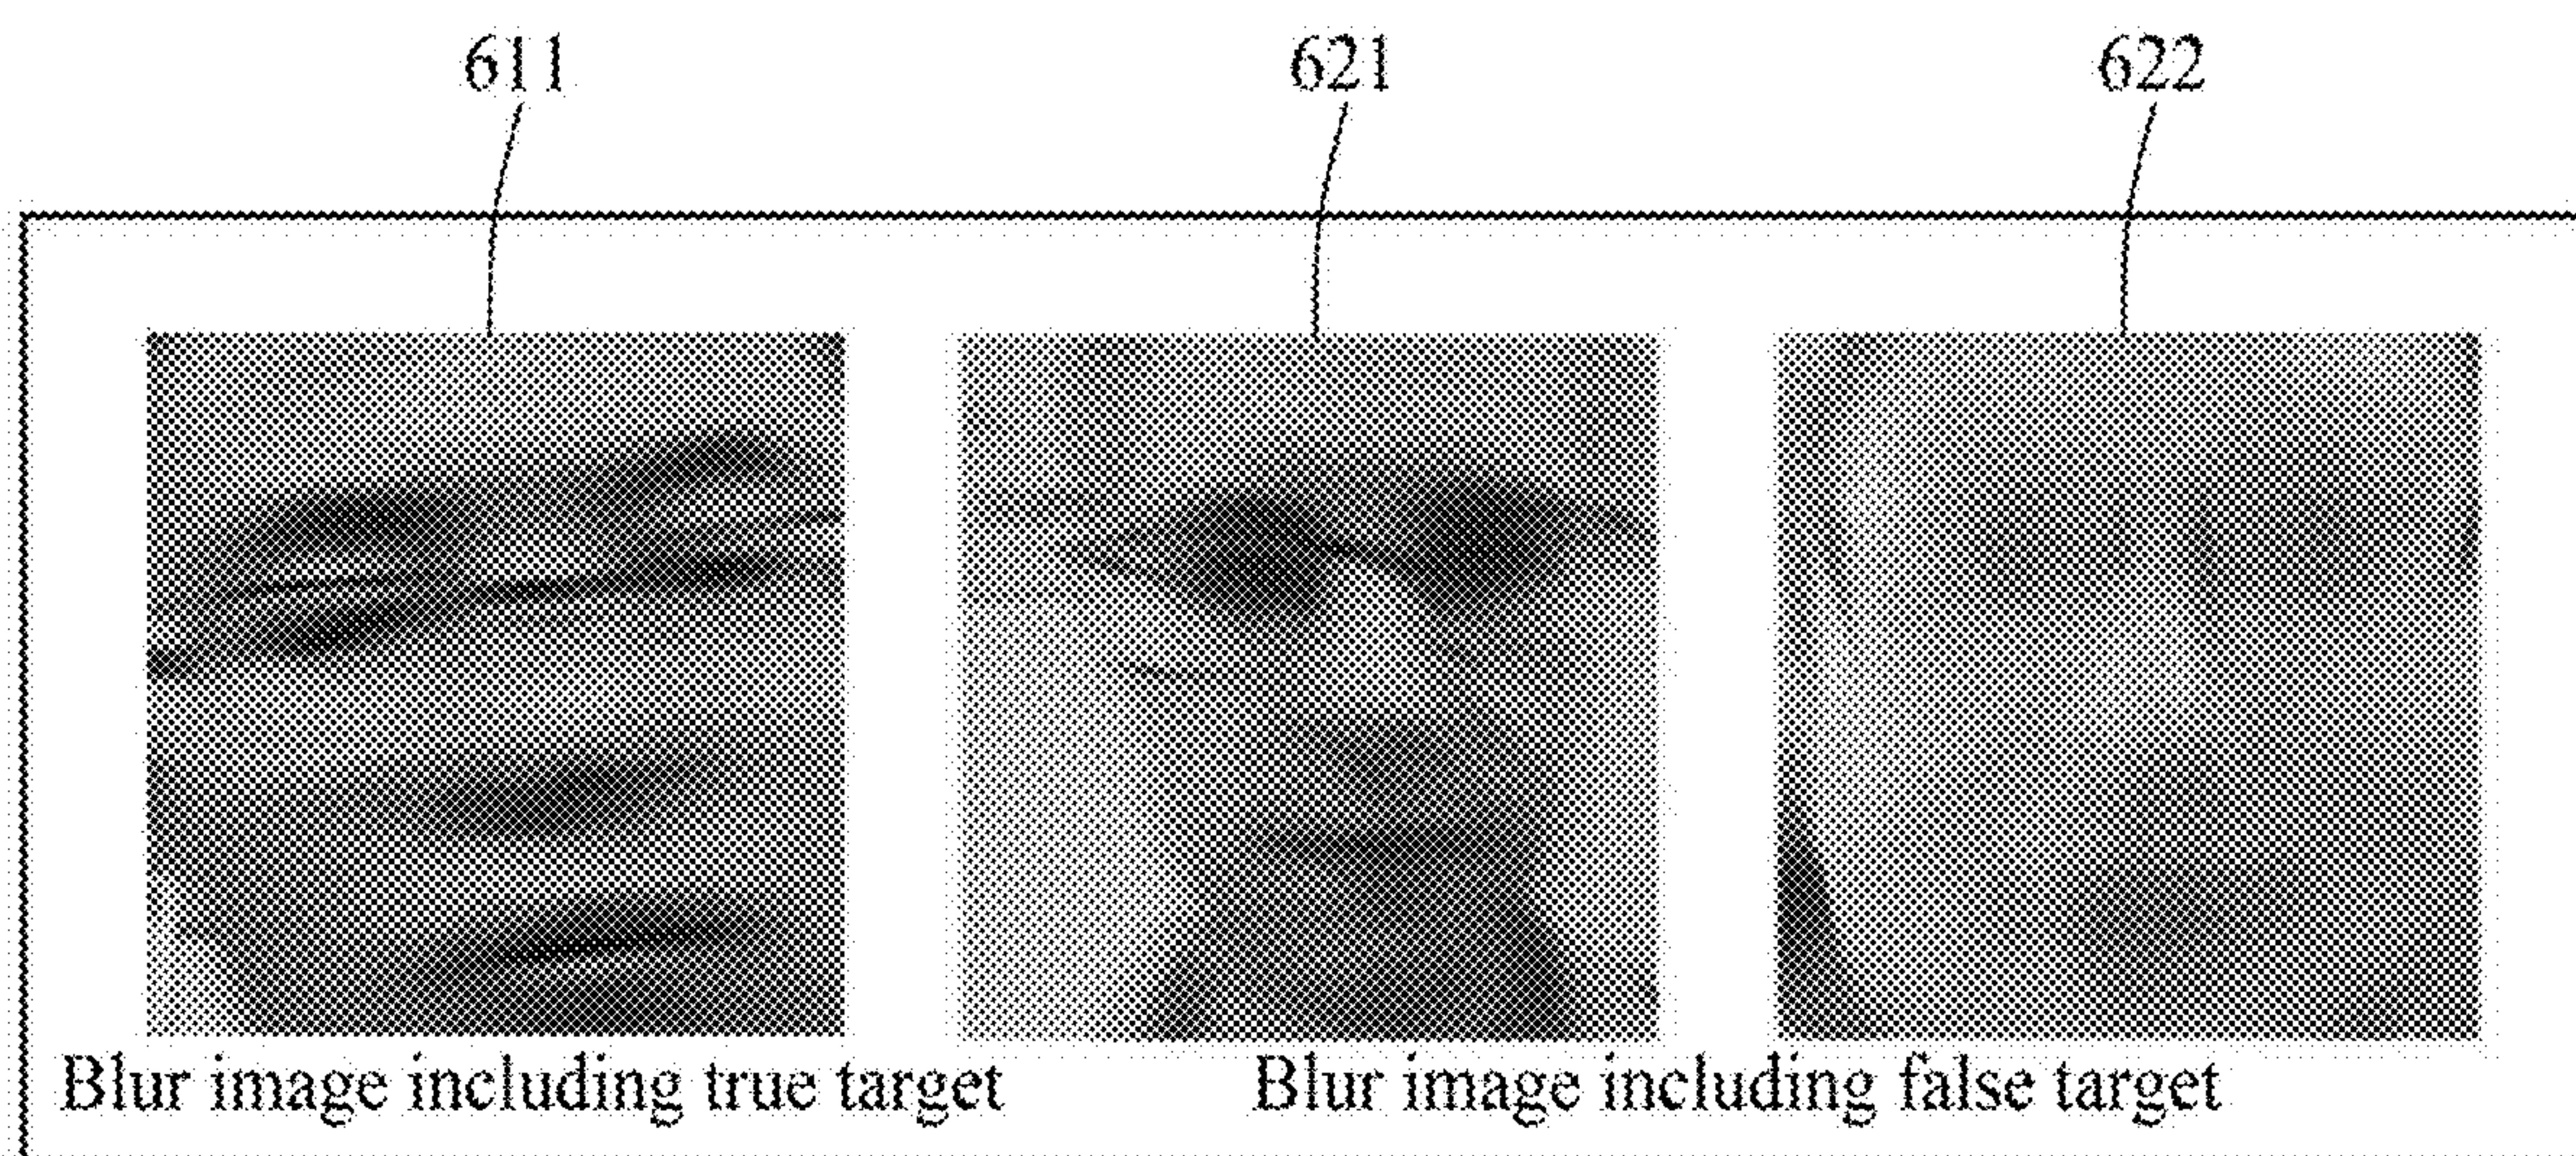 611 621 622
Blur image including true target
Blur image including false target